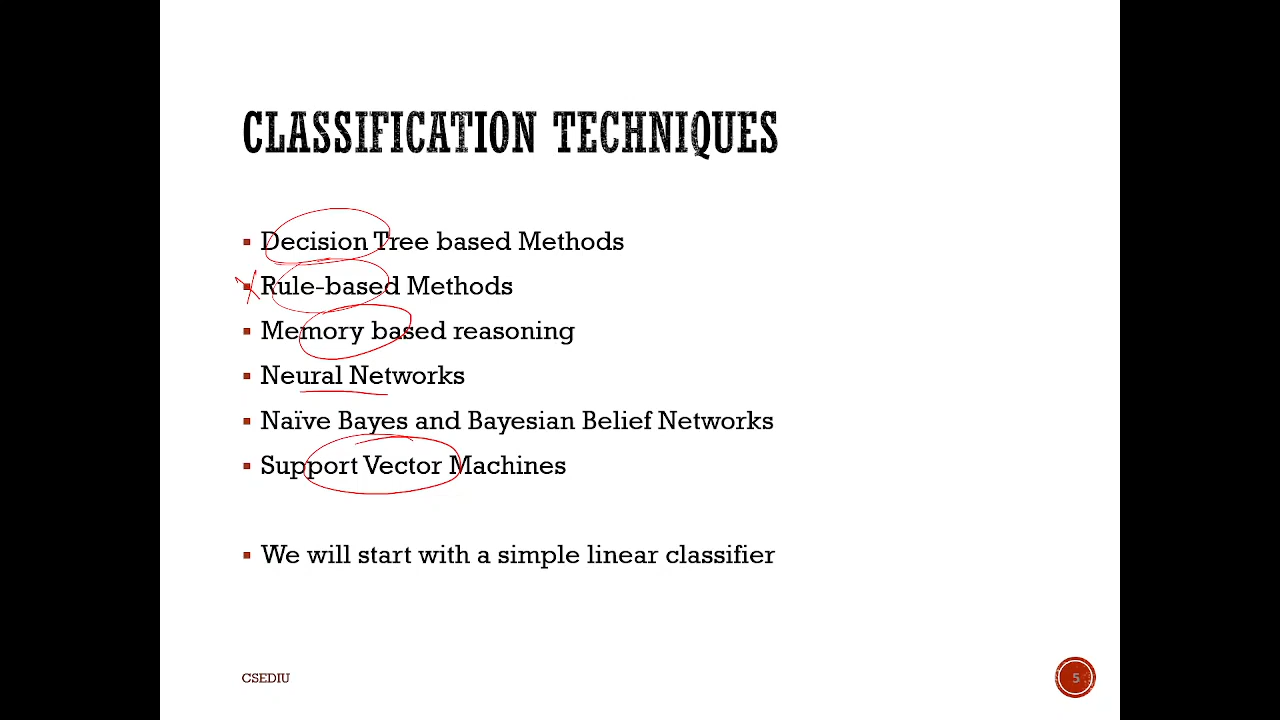 CLASSIFICATION TECHNIQUES
Decision Tree based Methods
Rule-based Methods
Memory based reasoning
Neural Networks
Naïve Bayes and Bayesian Belief Networks
Support Vector Machines
We will start with a simple linear classifier
CSEDIU
5